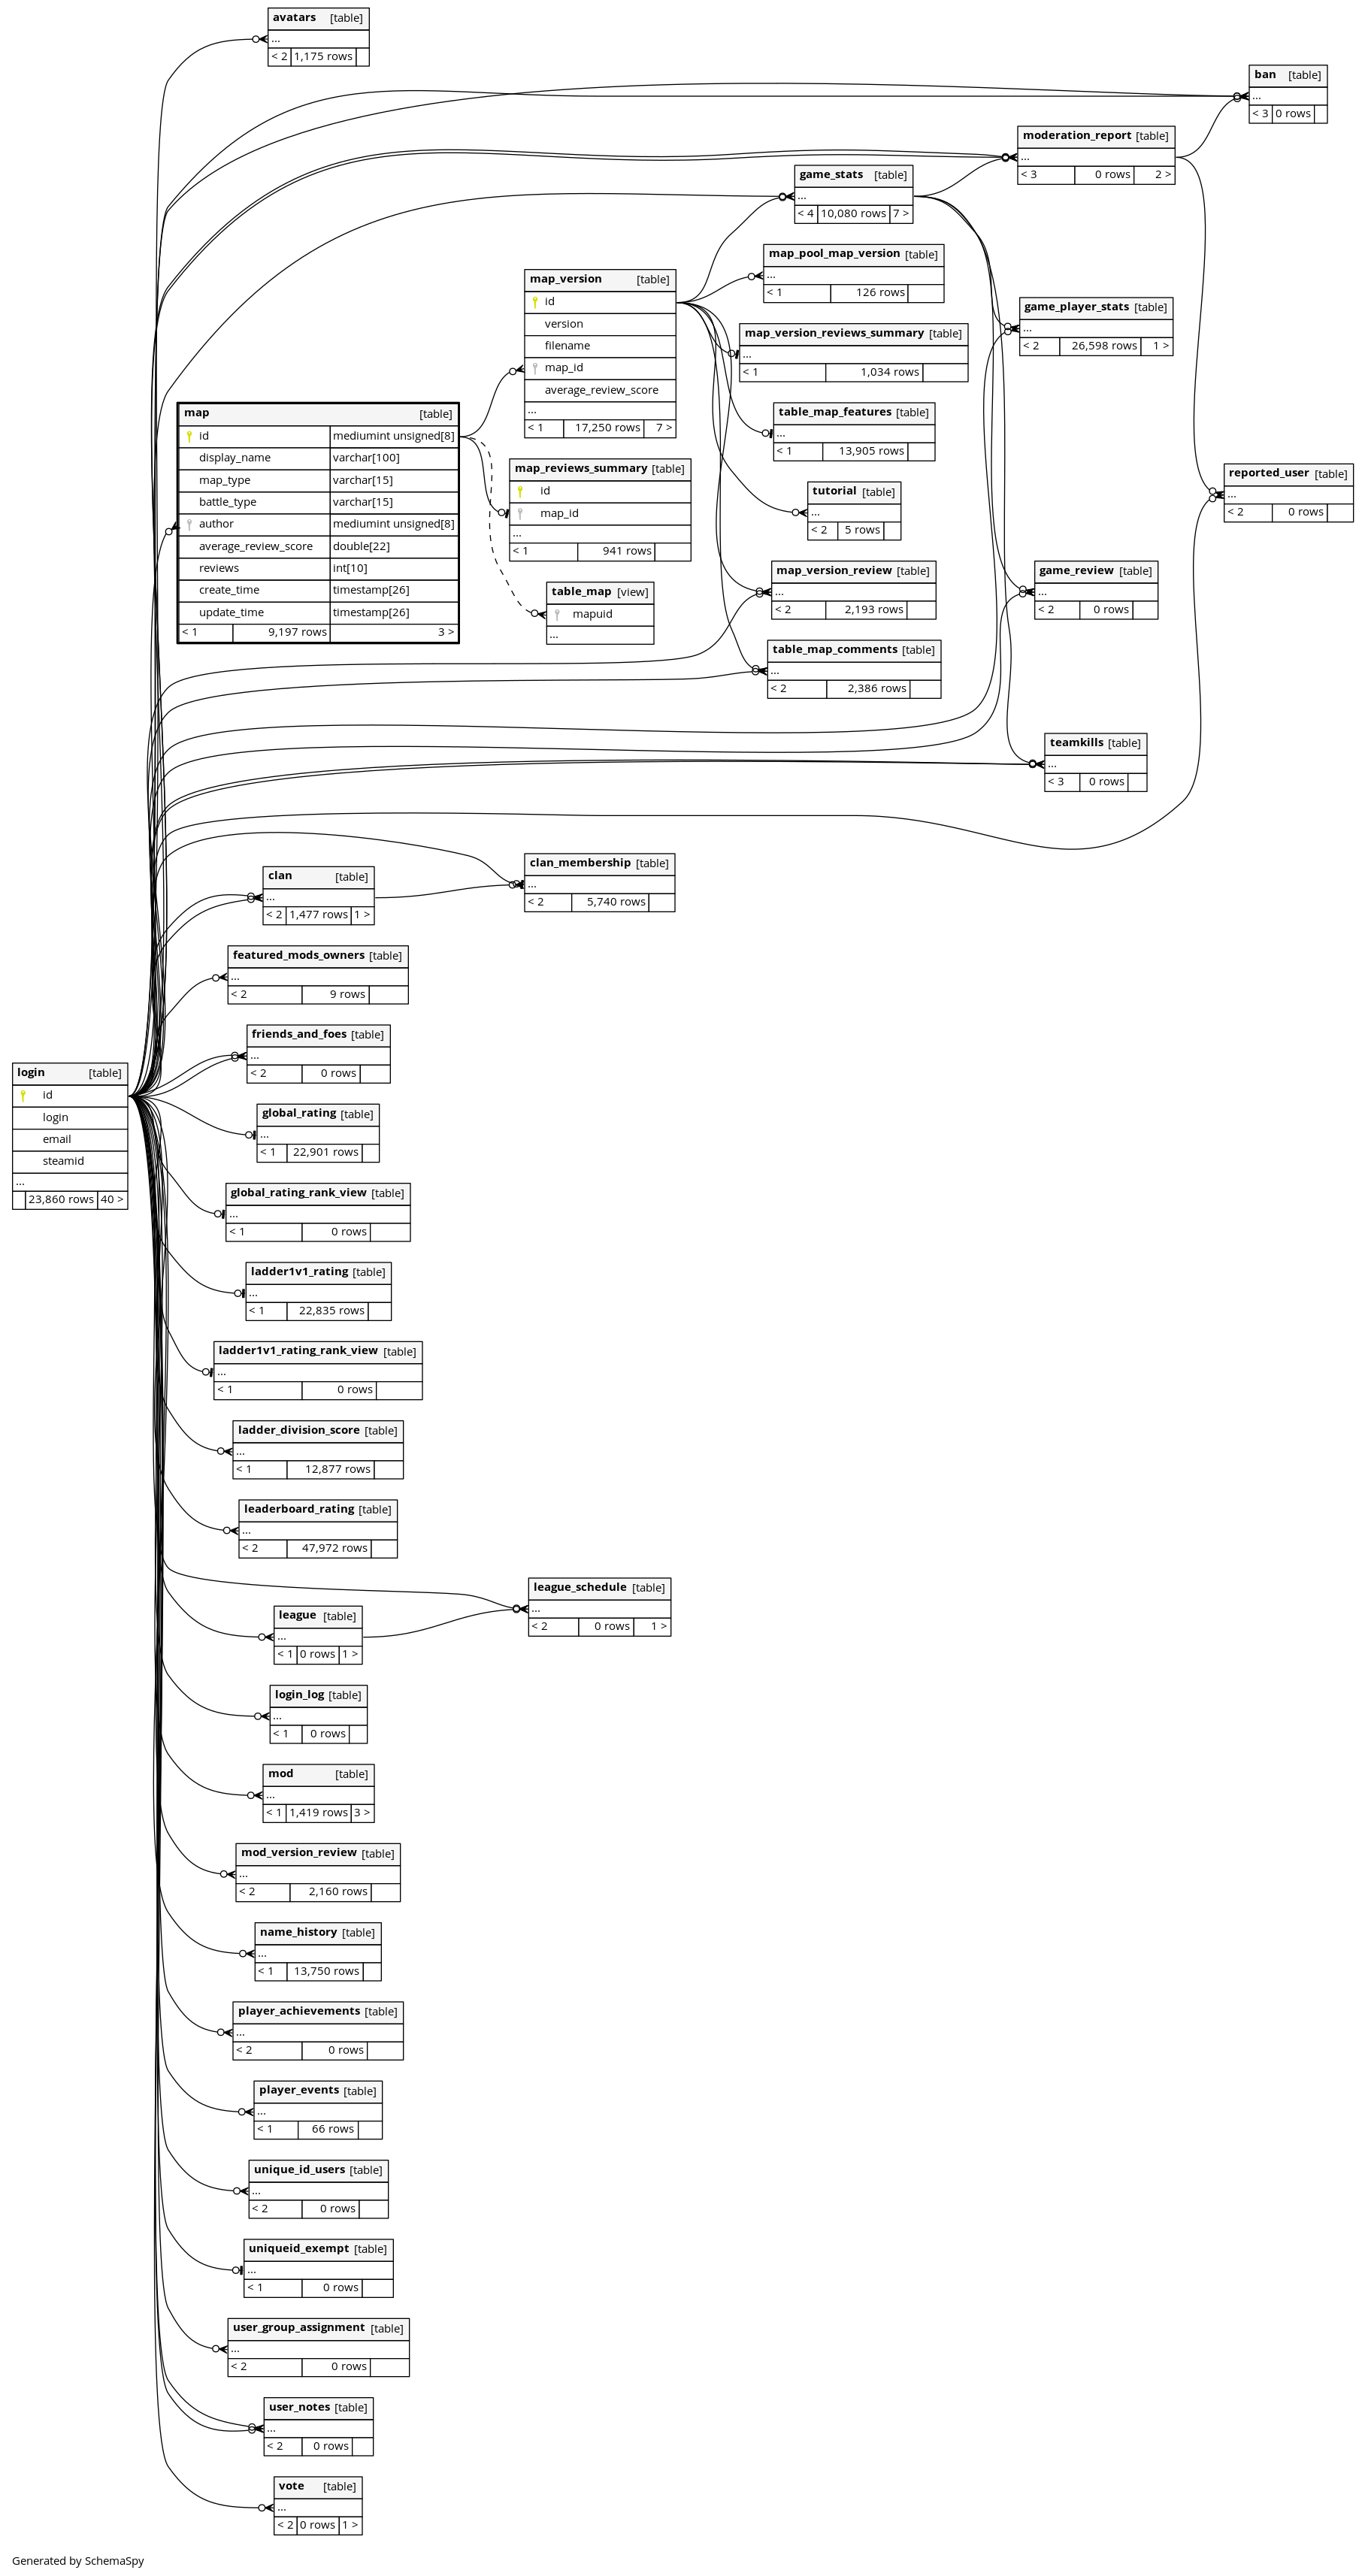 avatars [table]
...
< 2 1,175 rows
ban [table]
...
< 3 0 rows
moderation_report [table]
...
< 3 0 rows 2 >
game_stats [table]
...
< 4 10,080 rows 7 >
map_pool_map_version [table]
...
< 1 126 rows
map_version [table]
id
version
filename
map_id
average_review_score
...
< 1 17,250 rows 7 >
game_player_stats [table]
...
< 2 26,598 rows 1 >
map_version_reviews_summary [table]
...
< 1 1,034 rows
map [table]
id mediumint unsigned[8]
display_name varchar[100]
map_type varchar[15]
battle_type varchar[15]
author mediumint unsigned[8]
average_review_score double[22]
reviews int[10]
create_time timestamp[26]
update_time timestamp[26]
< 1 9,197 rows 3 >
table_map_features [table]
...
< 1 13,905 rows
map_reviews_summary [table]
id
map_id
...
< 1 941 rows
reported_user [table]
...
< 2 0 rows
tutorial [table]
...
< 2 5 rows
table_map [view]
mapuid
...
map_version_review [table]
...
< 2 2,193 rows
game_review [table]
...
< 2 0 rows
table_map_comments [table]
...
< 2 2,386 rows
teamkills [table]
...
< 3 0 rows
clan_membership [table]
...
< 2 5,740 rows
clan [table]
...
< 2 1,477 rows 1 >
featured_mods_owners [table]
...
< 2 9 rows
friends_and_foes [table]
...
< 2 0 rows
login [table]
id
login
email
steamid
...
23,860 rows 40 >
global_rating [table]
...
< 1 22,901 rows
global_rating_rank_view [table]
...
< 1 0 rows
ladder1v1_rating [table]
...
< 1 22,835 rows
ladder1v1_rating_rank_view [table]
...
< 1 0 rows
ladder_division_score [table]
...
< 1 12,877 rows
leaderboard_rating [table]
...
< 2 47,972 rows
league_schedule [table]
...
< 2 0 rows 1 >
league [table]
...
< 1 0 rows 1 >
login_log [table]
...
< 1 0 rows
mod [table]
...
< 1 1,419 rows 3 >
mod_version_review [table]
...
< 2 2,160 rows
name_history [table]
...
< 1 13,750 rows
player_achievements [table]
...
< 2 0 rows
player_events [table]
...
< 1 66 rows
unique_id_users [table]
...
< 2 0 rows
uniqueid_exempt [table]
...
< 1 0 rows
user_group_assignment [table]
...
< 2 0 rows
user_notes [table]
...
< 2 0 rows
vote [table]
...
< 2 0 rows 1 >
Generated by SchemaSpy